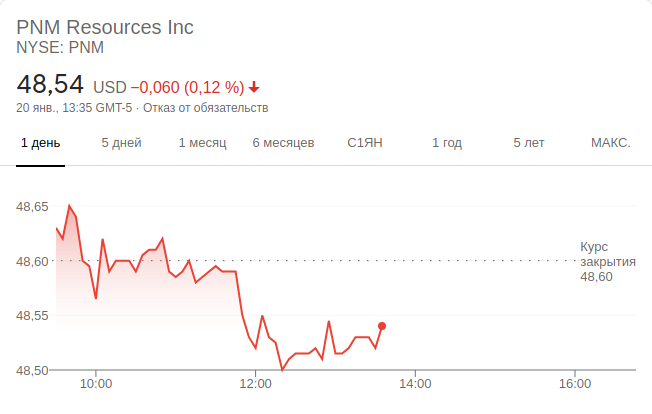 PNM Resources Inc
NYSE: PNM
48,54 USD −0,060 (0,12 %)
20 янв., 13:35 GMT-5 · Отказ от обязательств
1 день 5 дней 1 месяц 6 месяцев С1ЯН 1 год 5 лет МАКС.
48,65
48,60
48,55
48,50
Курс
закрытия
48,60
10:00 12:00 14:00 16:00